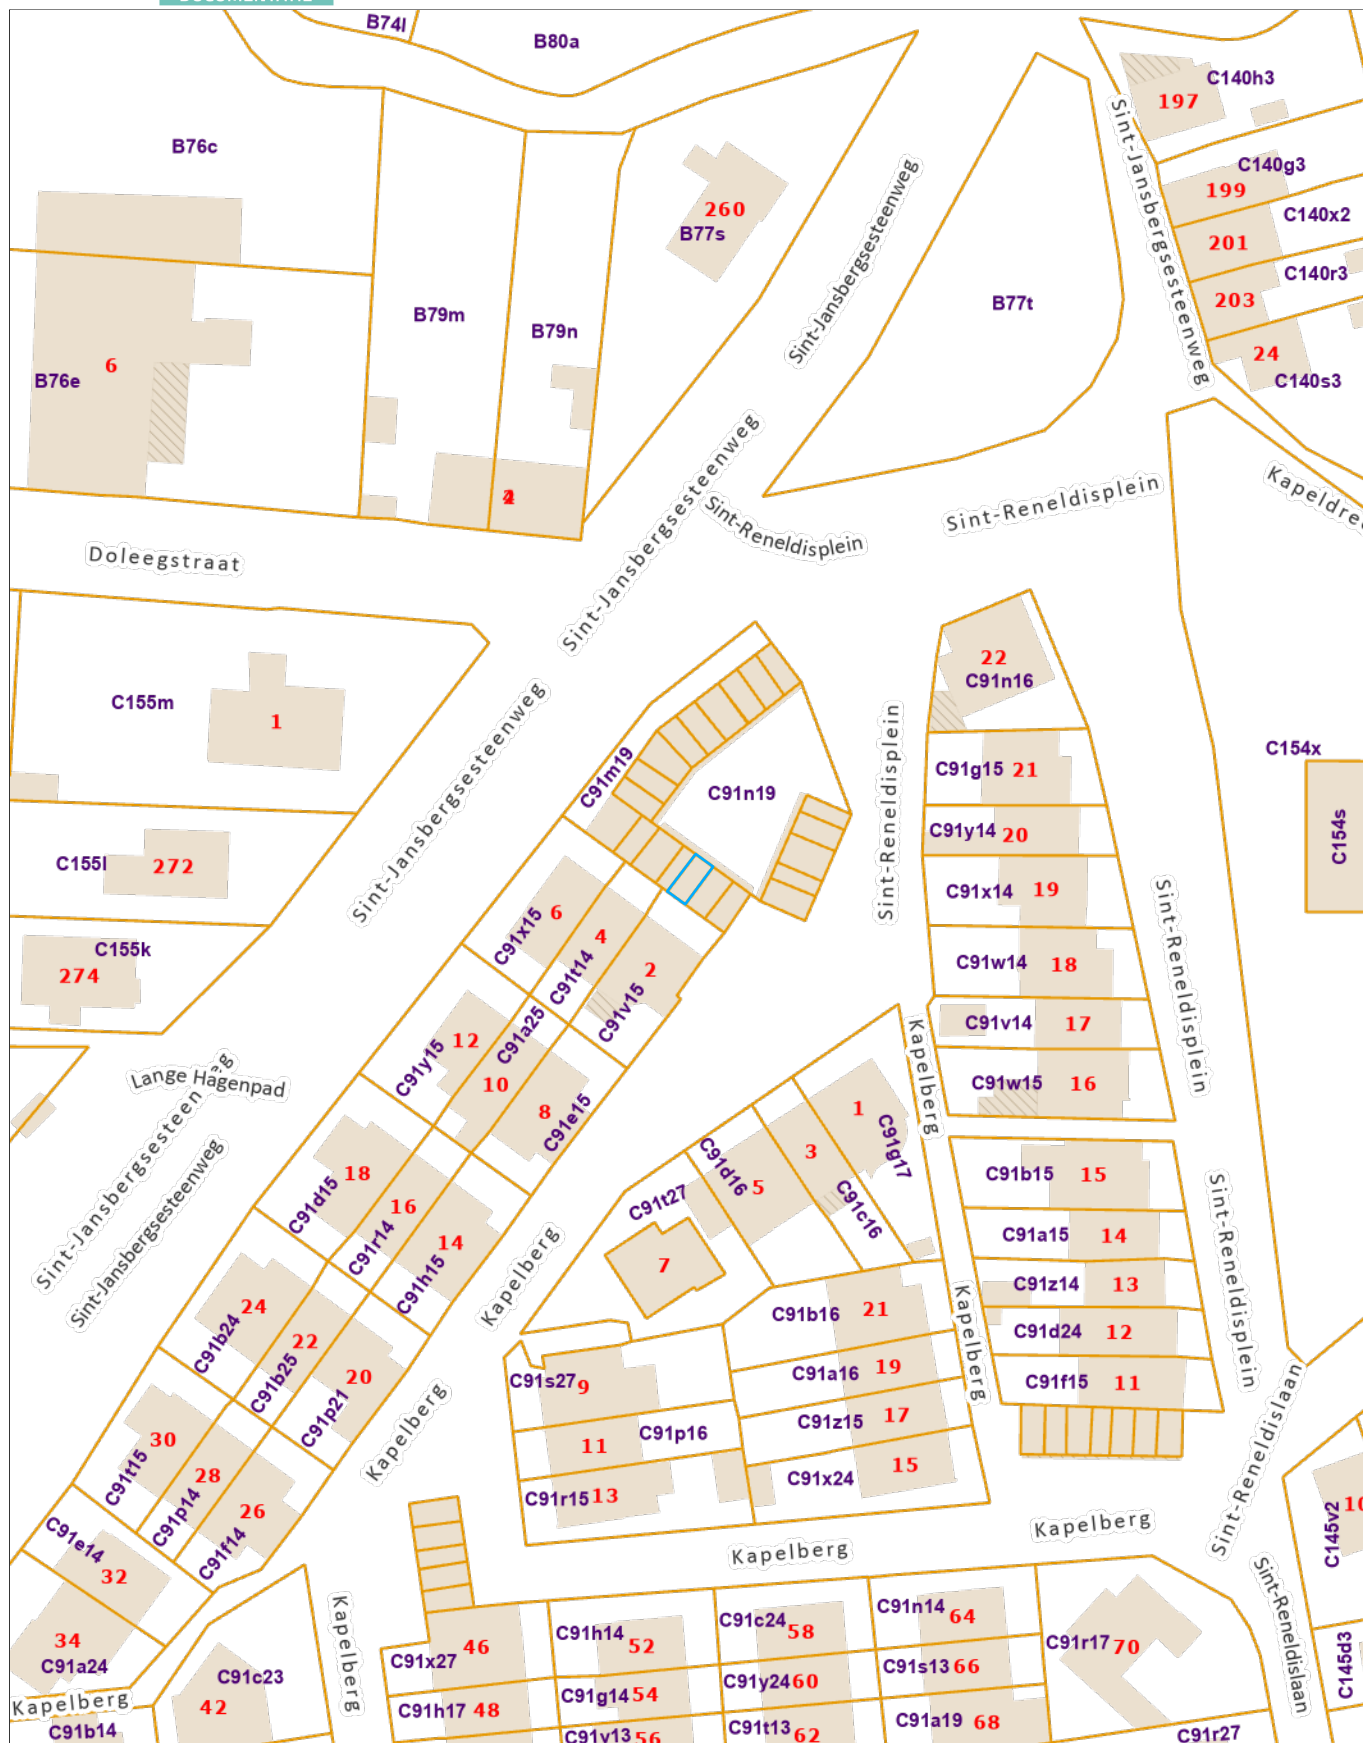 B74l
B80a
C140h3
197
B76c
C140g3
199
C140x2
201
C140r3
203
24
C140s3
260
B77s
B77t
B79m
B79n
6
B76e
Sint-Jansbergsesteenweg
Sint-Jansbergsesteenweg
Sint-Jansbergsesteenweg
Sint-Reneldisplein
Sint-Reneldisplein
Doleegstraat
C155m
1
Sint-Jansbergsesteenweg
22
C91n16
C154x
C91m19
C91n19
Sint-Reneldisplein
C91g15 21
C91y14 20
C154s
C155l
272
C91x14
19
C91x15
6
4
C91t14
2
C91v15
C155k
274
C91w14 18
Sint-Reneldisplein
C91v14 17
C91w15 16
Lange Hagenpad
Sint-Jansbergsesteenweg
C91y15
12
C91a25
10
8
C91e15
Kapelberg
1
C91g17
3
C91c16
C91d16
5
C91t27
7
C91b15 15
C91a15 14
C91z14 13
C91d24 12
C91f15 11
Sint-Reneldisplein
C91d15
18
16
C91r14
14
C91h15
Kapelberg
C91b16 21
C91a16 19
C91z15 17
C91x24 15
Kapelberg
C91b24
24
22
C91b25
20
C91p21
Kapelberg
C91s27 9
11
C91p16
C91r15 13
C91t15
30
28
C91p14
26
C91f14
Sint-Reneldislaan
C145v2
Kapelberg
Kapelberg
C91e14
32
34
C91a24
Kapelberg
C91b14
C91c23
42
Kapelberg
C91x27
46
C91h17 48
C91h14
52
C91g14 54
C91y13 56
C91c24
58
C91y24 60
C91t13 62
C91n14
64
C91s13 66
C91a19 68
C91r17 70
C91r27
Sint-Reneldislaan
C145d3